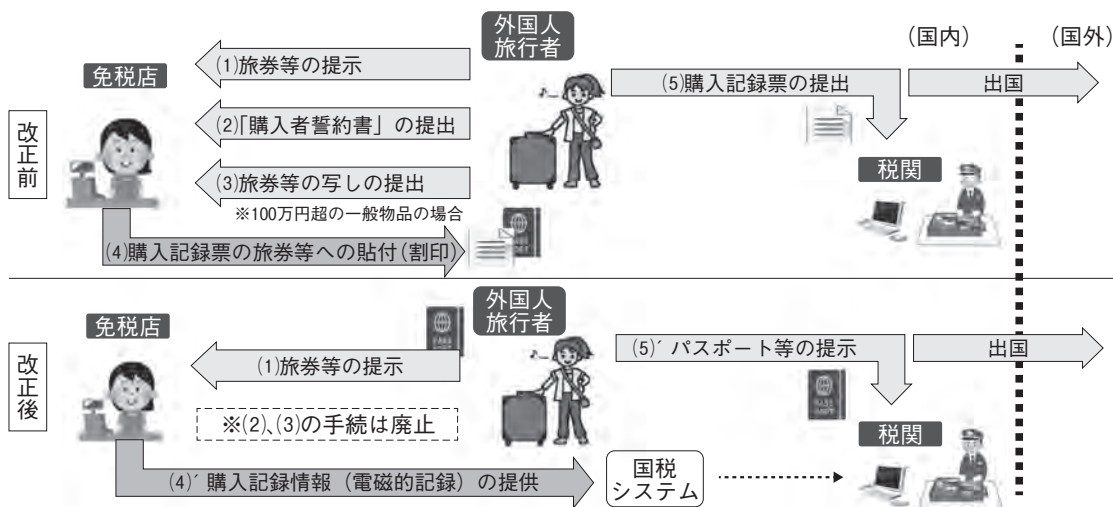 改正前
免税店
外国人
旅行者
(国内)
(国外)
(1)旅券等の提示
(2)「購入者誓約書」の提出
(3)旅券等の写しの提出
※100万円超の一般物品の場合
(4)購入記録票の旅券等への貼付(割印)
(5)購入記録票の提出
出国
税関
改正後
免税店
外国人
旅行者
(1)旅券等の提示
※(2)、(3)の手続は廃止
(4)´購入記録情報(電磁的記録)の提供
国税
システム
(5)´パスポート等の提示
出国
税関